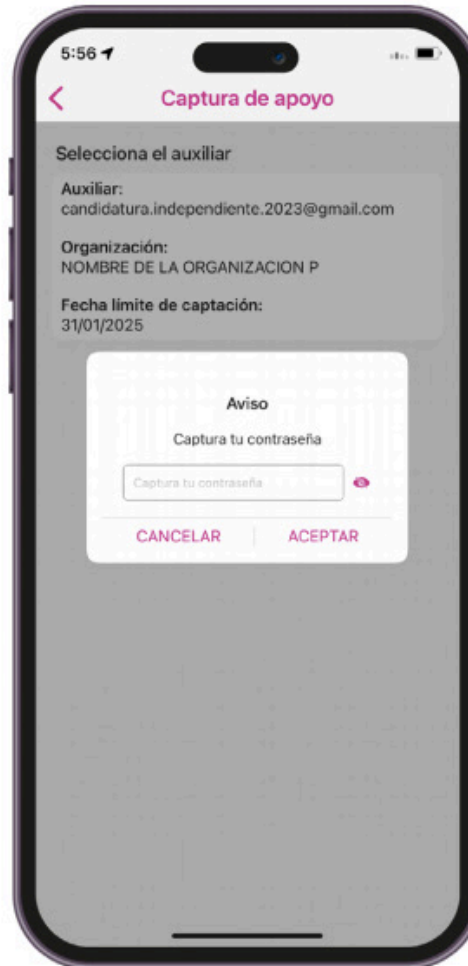 5:56
Captura de apoyo
Selecciona el auxiliar
Auxiliar:
candidatura.independiente.2023@gmail.com
Organización:
NOMBRE DE LA ORGANIZACION P
Fecha límite de captación:
31/01/2025
Aviso
Captura tu contraseña
Captura tu contraseña
CANCELAR ACEPTAR